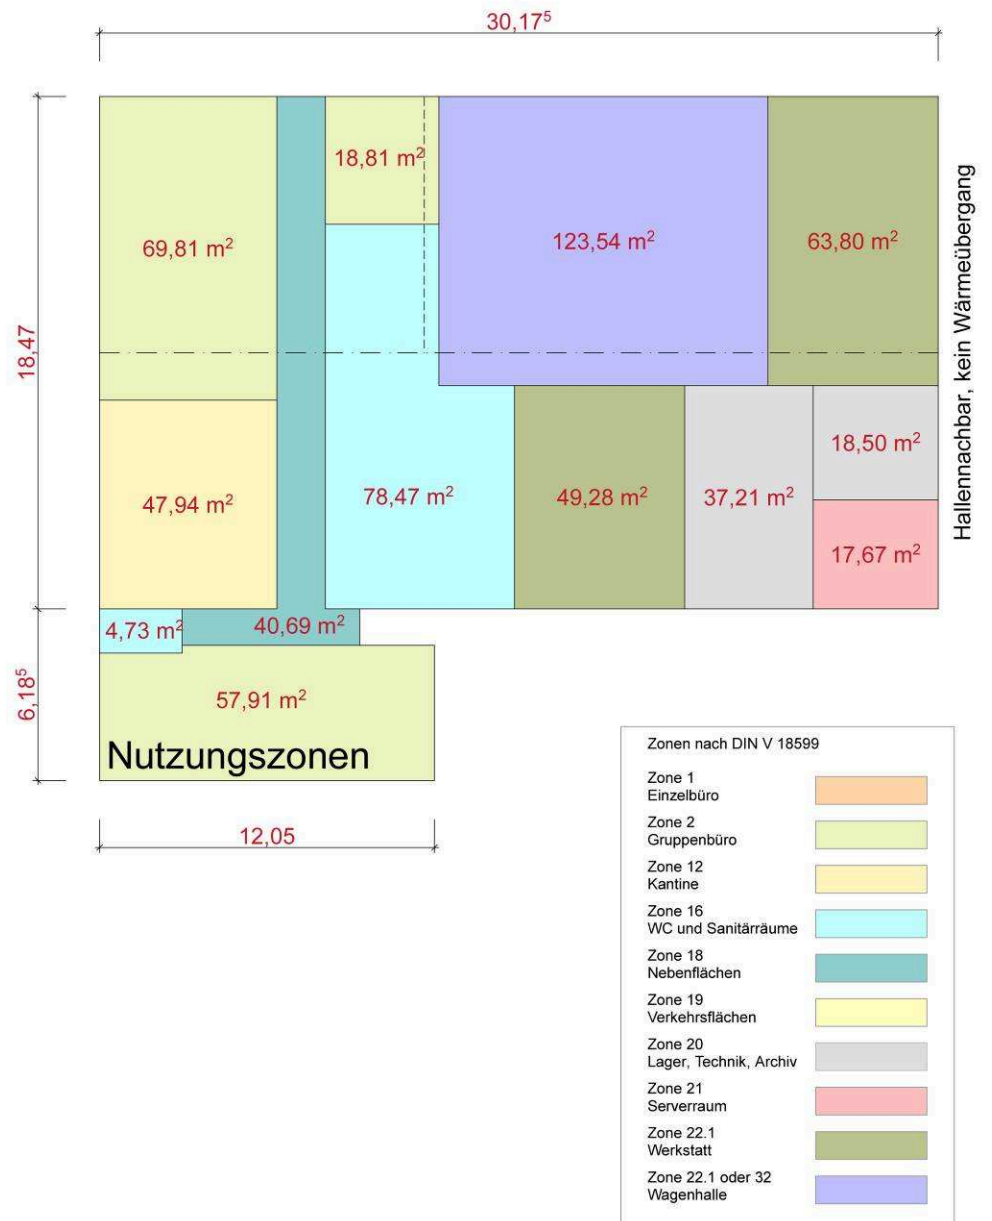 30,17⁵
18,81 m²
69,81 m²
123,54 m²
63,80 m²
18,47
Hallennachbar, kein Wärmeübergang
18,50 m²
47,94 m²
78,47 m²
49,28 m²
37,21 m²
17,67 m²
4,73 m²
40,69 m²
6,18⁵
57,91 m²
Nutzungszonen
12,05
Zonen nach DIN V 18599
Zone 1
Einzelbüro
Zone 2
Gruppenbüro
Zone 12
Kantine
Zone 16
WC und Sanitärräume
Zone 18
Nebenflächen
Zone 19
Verkehrsflächen
Zone 20
Lager, Technik, Archiv
Zone 21
Serverraum
Zone 22.1
Werkstatt
Zone 22.1 oder 32
Wagenhalle